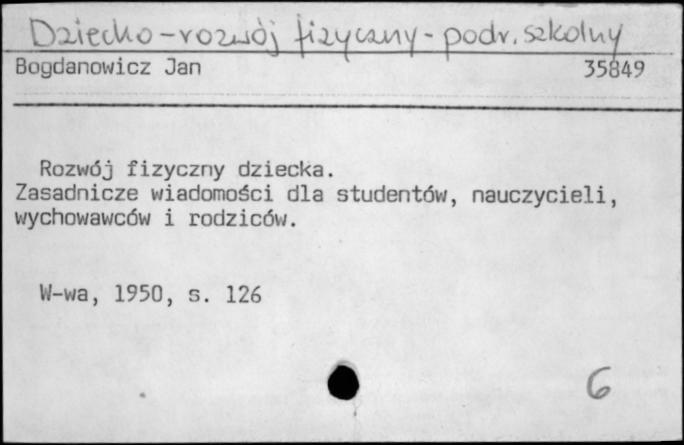 Dziecko - rozwój fizyczny - podr. szkolny
Bogdanowicz Jan 35849
Rozwój fizyczny dziecka.
Zasadnicze wiadomości dla studentów, nauczycieli,
wychowawców i rodziców.
W-wa, 1950, s. 126
6